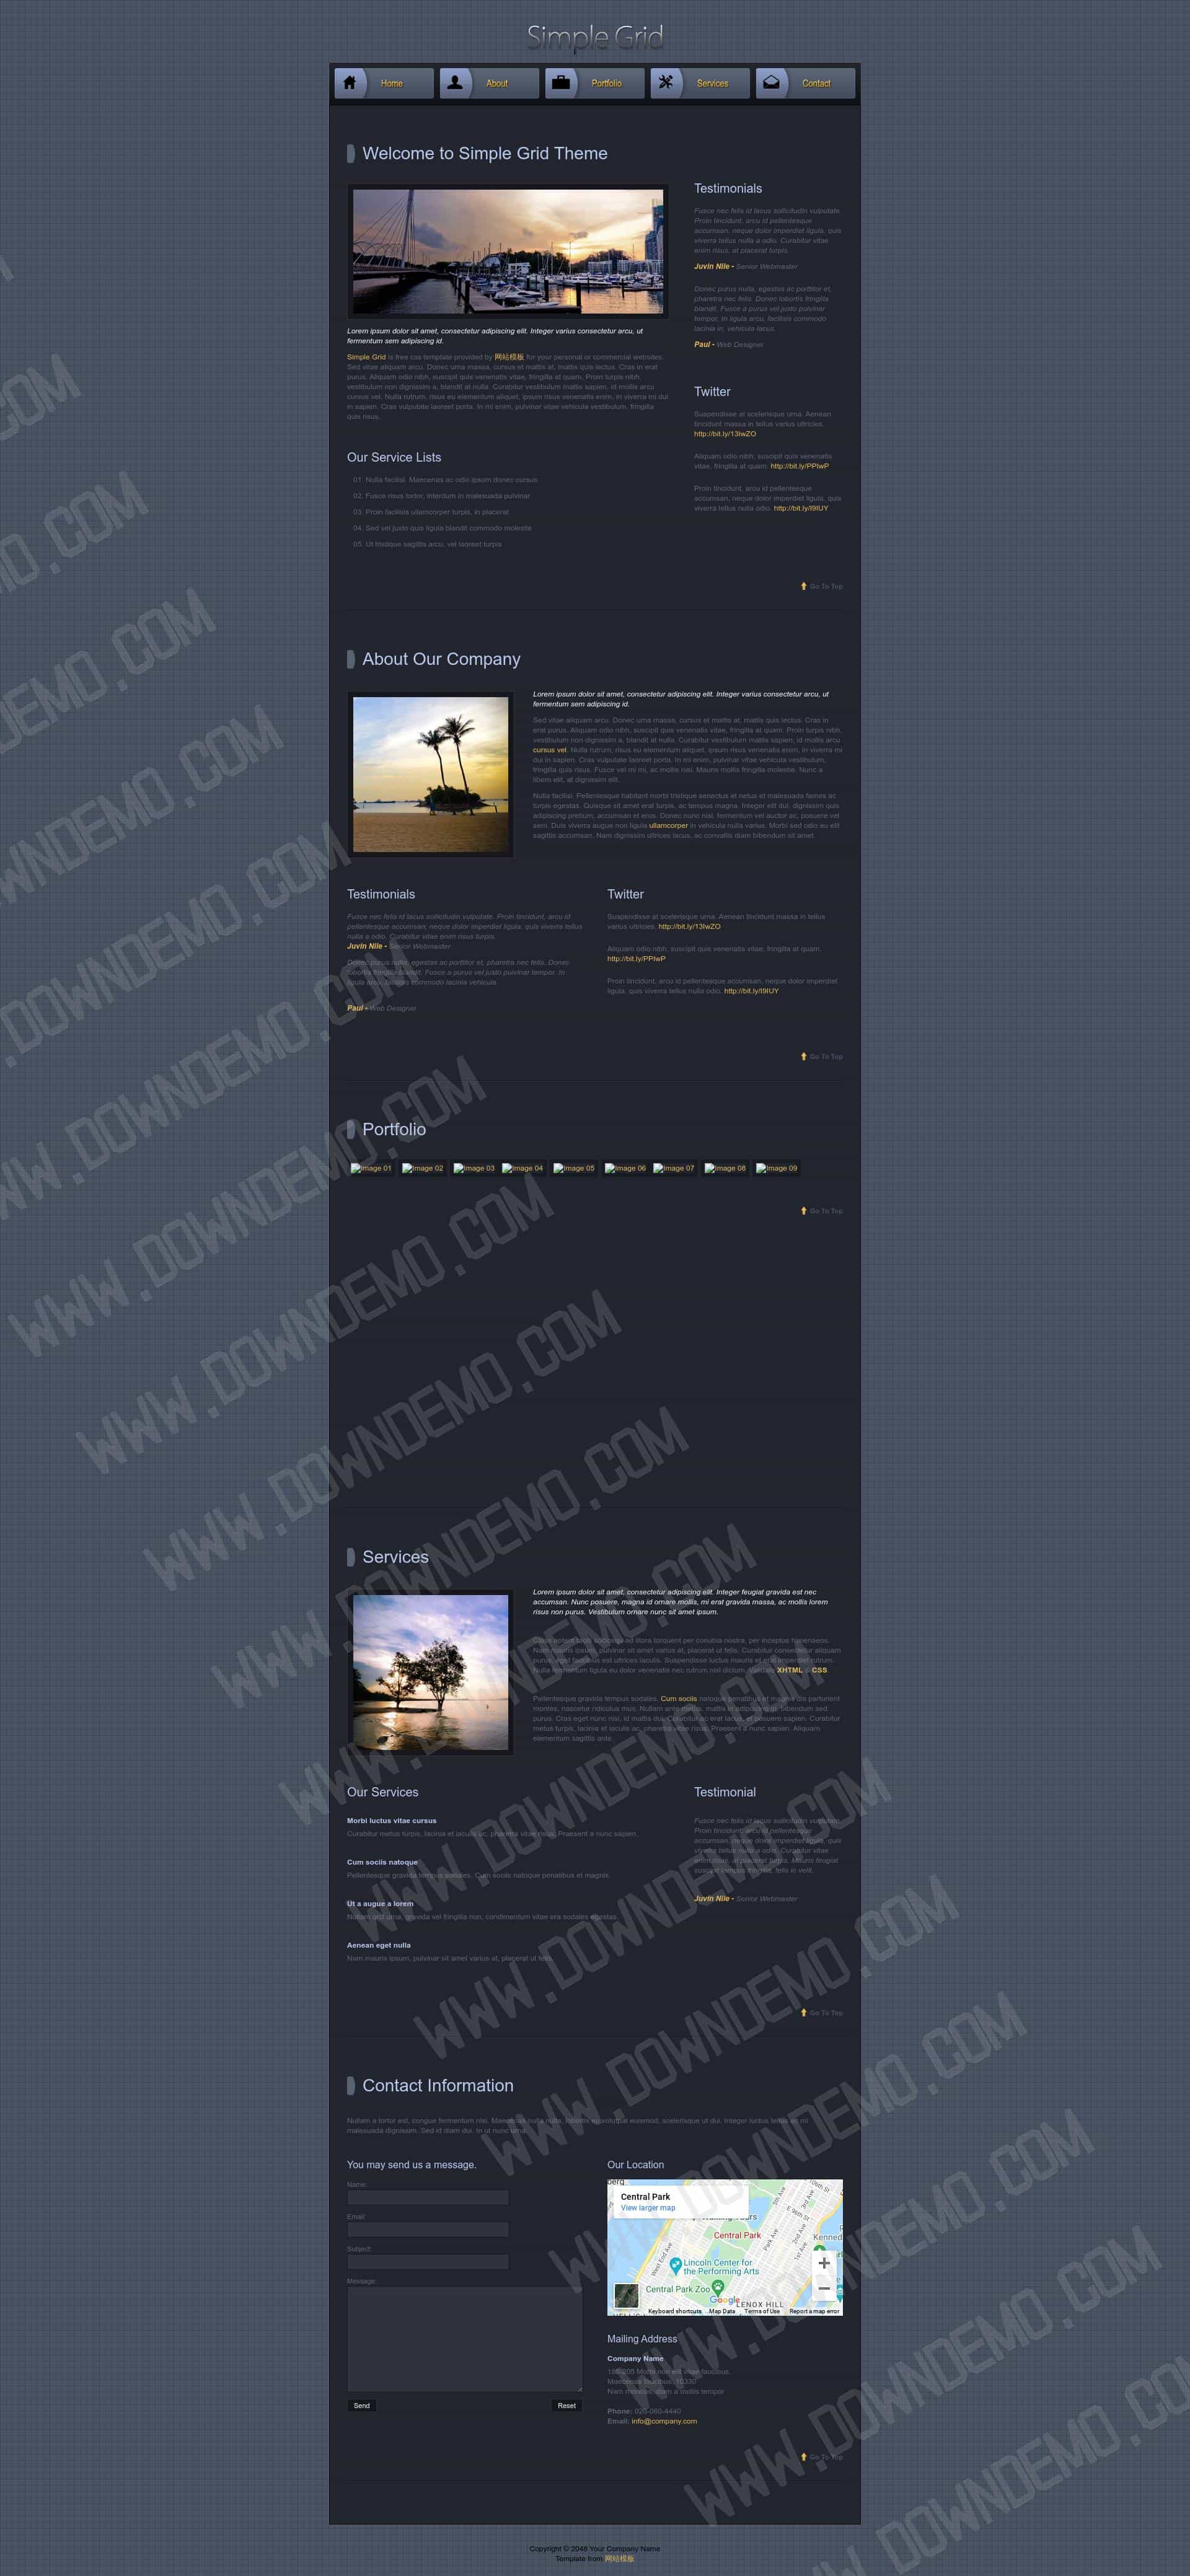 Simple Grid
Home
About
Portfolio
Services
Contact
Welcome to Simple Grid Theme
Lorem ipsum dolor sit amet, consectetur adipiscing elit. Integer varius consectetur arcu, ut
fermentum sem adipiscing id.
Simple Grid is free css template provided by 网站模板 for your personal or commercial websites.
Sed vitae aliquam arcu. Donec urna massa, cursus et mattis at, mattis quis lectus. Cras in erat
purus. Aliquam odio nibh, suscipit quis venenatis vitae, fringilla at quam. Proin turpis nibh,
vestibulum non dignissim a, blandit at nulla. Curabitur vestibulum mattis sapien, id mollis arcu
cursus vel. Nulla rutrum, risus eu elementum aliquet, ipsum risus venenatis enim, in viverra mi dui
in sapien. Cras vulputate laoreet porta. In mi enim, pulvinar vitae vehicula vestibulum, fringilla
quis risus.
Our Service Lists
01. Nulla facilisi. Maecenas ac odio ipsum donec cursus
02. Fusce risus tortor, interdum in malesuada pulvinar
03. Proin facilisis ullamcorper turpis, in placerat
04. Sed vel justo quis ligula blandit commodo molestie
05. Ut tristique sagittis arcu, vel laoreet turpis
Testimonials
Fusce nec felis id lacus sollicitudin vulputate.
Proin tincidunt, arcu id pellentesque
accumsan, neque dolor imperdiet ligula, quis
viverra tellus nulla a odio. Curabitur vitae
enim risus, at placerat turpis.
Juvin Nile - Senior Webmaster
Donec purus nulla, egestas ac porttitor et,
pharetra nec felis. Donec lobortis fringilla
blandit. Fusce a purus vel justo pulvinar
tempor. In ligula arcu, facilisis commodo
lacinia in, vehicula lacus.
Paul - Web Designer
Twitter
Suspendisse at scelerisque urna. Aenean
tincidunt massa in tellus varius ultricies.
http://bit.ly/13IwZO
Aliquam odio nibh, suscipit quis venenatis
vitae, fringilla at quam. http://bit.ly/PPIwP
Proin tincidunt, arcu id pellentesque
accumsan, neque dolor imperdiet ligula, quis
viverra tellus nulla odio. http://bit.ly/I9IUY
Go To Top
About Our Company
Lorem ipsum dolor sit amet, consectetur adipiscing elit. Integer varius consectetur arcu, ut
fermentum sem adipiscing id.
Sed vitae aliquam arcu. Donec urna massa, cursus et mattis at, mattis quis lectus. Cras in
erat purus. Aliquam odio nibh, suscipit quis venenatis vitae, fringilla at quam. Proin turpis nibh,
vestibulum non dignissim a, blandit at nulla. Curabitur vestibulum mattis sapien, id mollis arcu
cursus vel. Nulla rutrum, risus eu elementum aliquet, ipsum risus venenatis enim, in viverra mi
dui in sapien. Cras vulputate laoreet porta. In mi enim, pulvinar vitae vehicula vestibulum,
fringilla quis risus. Fusce vel mi mi, ac mollis nisi. Mauris mollis fringilla molestie. Nunc a
libero elit, at dignissim elit.
Nulla facilisi. Pellentesque habitant morbi tristique senectus et netus et malesuada fames ac
turpis egestas. Quisque sit amet erat turpis, ac tempus magna. Integer elit dui, dignissim quis
adipiscing pretium, accumsan et eros. Donec nunc nisi, fermentum vel auctor ac, posuere vel
sem. Duis viverra augue non ligula ullamcorper in vehicula nulla varius. Morbi sed odio eu elit
sagittis accumsan. Nam dignissim ultrices lacus, ac convallis diam bibendum sit amet.
Testimonials
Fusce nec felis id lacus sollicitudin vulputate. Proin tincidunt, arcu id
pellentesque accumsan, neque dolor imperdiet ligula, quis viverra tellus
nulla a odio. Curabitur vitae enim risus turpis.
Juvin Nile - Senior Webmaster
Donec purus nulla, egestas ac porttitor et, pharetra nec felis. Donec
lobortis fringilla blandit. Fusce a purus vel justo pulvinar tempor. In
ligula arcu, facilisis commodo lacinia vehicula.
Paul - Web Designer
Twitter
Suspendisse at scelerisque urna. Aenean tincidunt massa in tellus
varius ultricies. http://bit.ly/13IwZO
Aliquam odio nibh, suscipit quis venenatis vitae, fringilla at quam.
http://bit.ly/PPIwP
Proin tincidunt, arcu id pellentesque accumsan, neque dolor imperdiet
ligula, quis viverra tellus nulla odio. http://bit.ly/I9IUY
Go To Top
Portfolio
Image 01 Image 02 Image 03 Image 04 Image 05 Image 06 Image 07 Image 08 Image 09
Go To Top
Services
Lorem ipsum dolor sit amet, consectetur adipiscing elit. Integer feugiat gravida est nec
accumsan. Nunc posuere, magna id ornare mollis, mi erat gravida massa, ac mollis lorem
risus non purus. Vestibulum ornare nunc sit amet ipsum.
Class aptent taciti sociosqu ad litora torquent per conubia nostra, per inceptos himenaeos.
Nam mauris ipsum, pulvinar sit amet varius at, placerat ut felis. Curabitur consectetur aliquam
purus, eget faucibus est ultrices iaculis. Suspendisse luctus mauris et erat imperdiet rutrum.
Nulla fermentum ligula eu dolor venenatis nec rutrum nisl dictum. Validate XHTML & CSS.
Pellentesque gravida tempus sodales. Cum sociis natoque penatibus et magnis dis parturient
montes, nascetur ridiculus mus. Nullam ante metus, mattis in adipiscing in, bibendum sed
purus. Cras eget nunc nisi, id mattis dui. Curabitur ac erat lacus, et posuere sapien. Curabitur
metus turpis, lacinia et iaculis ac, pharetra vitae risus. Praesent a nunc sapien. Aliquam
elementum sagittis ante.
Our Services
Morbi luctus vitae cursus
Curabitur metus turpis, lacinia et iaculis ac, pharetra vitae risus. Praesent a nunc sapien.
Cum sociis natoque
Pellentesque gravida tempus sodales. Cum sociis natoque penatibus et magnis.
Ut a augue a lorem
Nullam orci urna, gravida vel fringilla non, condimentum vitae era sodales egestas.
Aenean eget nulla
Nam mauris ipsum, pulvinar sit amet varius at, placerat ut felis.
Testimonial
Fusce nec felis id lacus sollicitudin vulputate.
Proin tincidunt, arcu id pellentesque
accumsan, neque dolor imperdiet ligula, quis
viverra tellus nulla a odio. Curabitur vitae
enim risus, at placerat turpis. Mauris feugiat
suscipit tempus fringilla, felis in velit.
Juvin Nile - Senior Webmaster
Go To Top
Contact Information
Nullam a tortor est, congue fermentum nisi. Maecenas nulla nulla, lobortis eu volutpat euismod, scelerisque ut dui. Integer luctus tellus ac mi
malesuada dignissim. Sed id diam dui. In ut nunc urna.
You may send us a message.
Name:
Email:
Subject:
Message:
Send
Reset
Our Location
Central Park
View larger map
Central Park
Lincoln Center for
the Performing Arts
Central Park Zoo
LENOX HILL
West End Ave
Park Ave
5th Ave
3rd Ave
2nd Ave
1st Ave
E 96th St
Google
Keyboard shortcuts
Map Data
Terms of Use
Report a map error
Mailing Address
Company Name
Phone: 020-060-4440
Email: info@company.com
Go To Top
Copyright © 2048 Your Company Name
Template from 网站模板
WWW.DOWNDEMO.COM